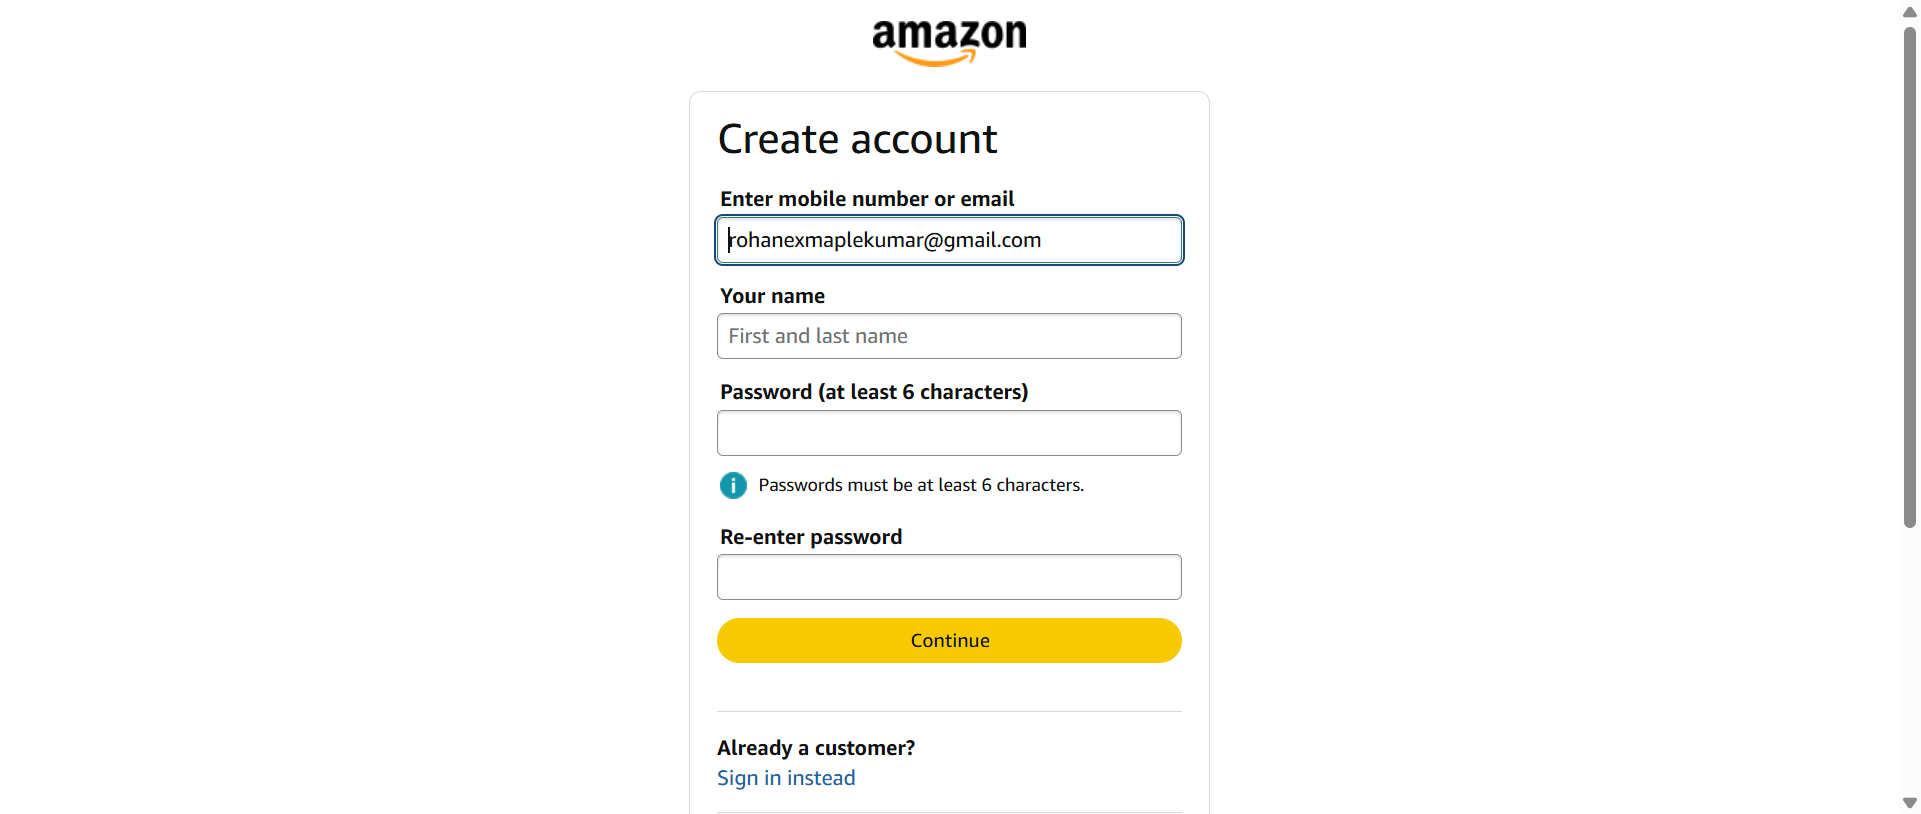 amazon
Create account
Enter mobile number or email
rohanexmaplekumar@gmail.com
Your name
First and last name
Password (at least 6 characters)
i Passwords must be at least 6 characters.
Re-enter password
Continue
Already a customer?
Sign in instead